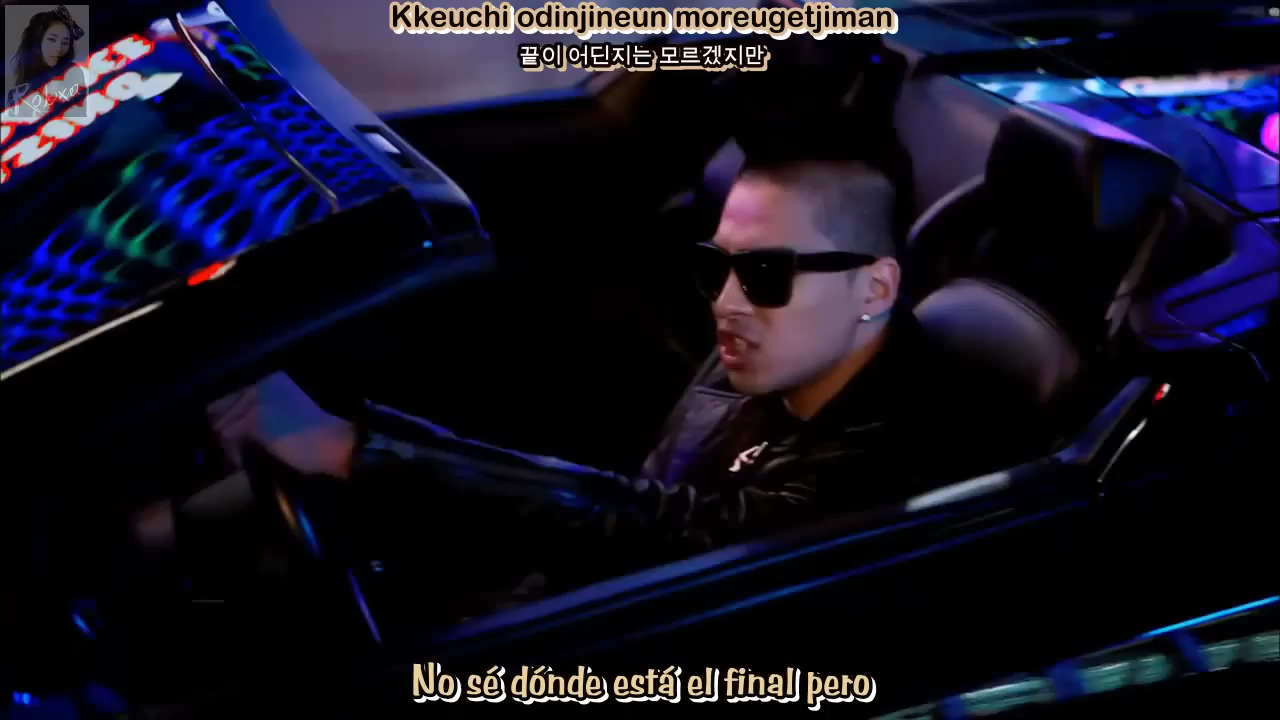 Kkeuchi odinjineun moreugetjiman
끝이 어딘지는 모르겠지만
Robxa
No sé dónde está el final pero